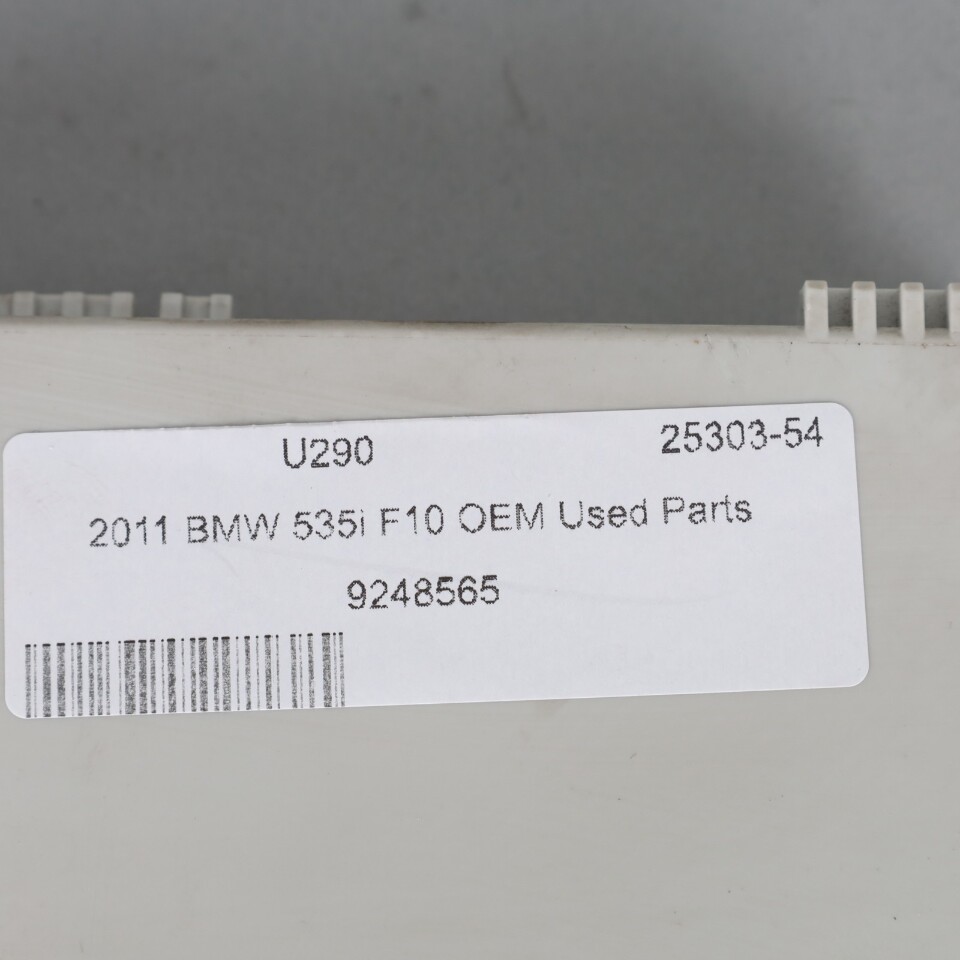 U290 25303-54
2011 BMW 535i F10 OEM Used Parts
9248565